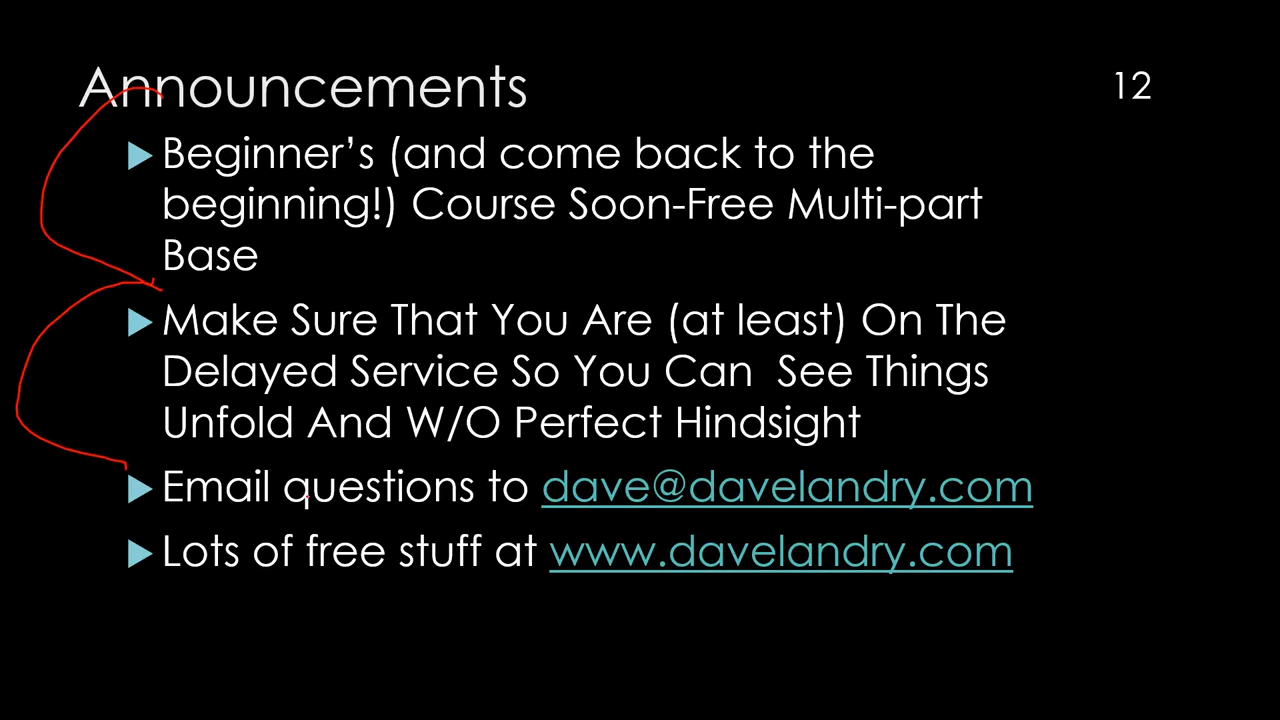 Announcements
12
Beginner’s (and come back to the
beginning!) Course Soon-Free Multi-part
Base
Make Sure That You Are (at least) On The
Delayed Service So You Can  See Things
Unfold And W/O Perfect Hindsight
Email questions to dave@davelandry.com
Lots of free stuff at www.davelandry.com